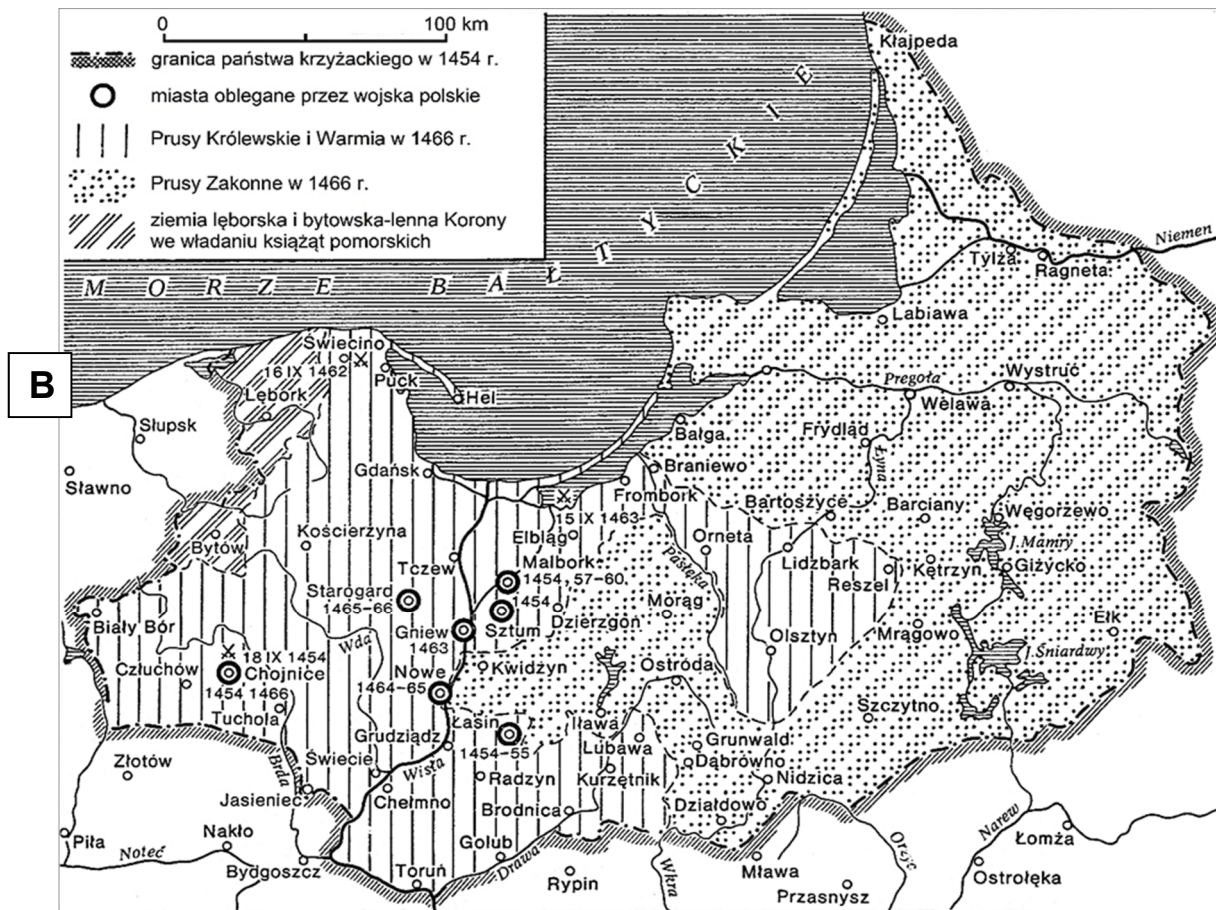 0 100 km
granica państwa krzyżackiego w 1454 r.
miasta oblegane przez wojska polskie
Prusy Królewskie i Warmia w 1466 r.
Prusy Zakonne w 1466 r.
ziemia lęborska i bytowska-lenna Korony
we władaniu książąt pomorskich
B
MORZE BAŁTYCKIE
Kłajpeda
Niemen
Tylża
Ragneta
Labiawa
Świecino
16 IX 1462
Puck
Hel
Lębork
Słupsk
Sławno
Pregoła
Wystruć
Welawa
Bałga
Frydląd
Łyna
Gdańsk
Braniewo
Frombork
15 IX 1463
Bartoszyce
Barciany
Węgorzewo
J. Mamry
Kościerzyna
Elbląg
Orneta
Pasłęka
Lidzbark
Reszel
Kętrzyn
Giżycko
Bytów
Tczew
Malbork
1454, 57–60
Starogard
1465–66
1454
Sztum
Dzierzgoń
Morąg
Biały Bór
Wda
Gniew
1463
Olsztyn
Mrągowo
Ełk
J. Śniardwy
18 IX 1454
Człuchów
Chojnice
1454 1466
Nowe
1464–65
Kwidzyn
Ostróda
Tuchola
Szczytno
Łasin
1454–55
Iława
Grudziądz
Lubawa
Grunwald
Dąbrówno
Złotów
Brda
Świecie
Wisła
Radzyn
Kurzętnik
Nidzica
Jasieniec
Chełmno
Brodnica
Działdowo
Piła
Nakło
Noteć
Bydgoszcz
Golub
Drawa
Toruń
Rypin
Wkra
Mława
Orzyc
Przasnysz
Narew
Łomża
Ostrołęka